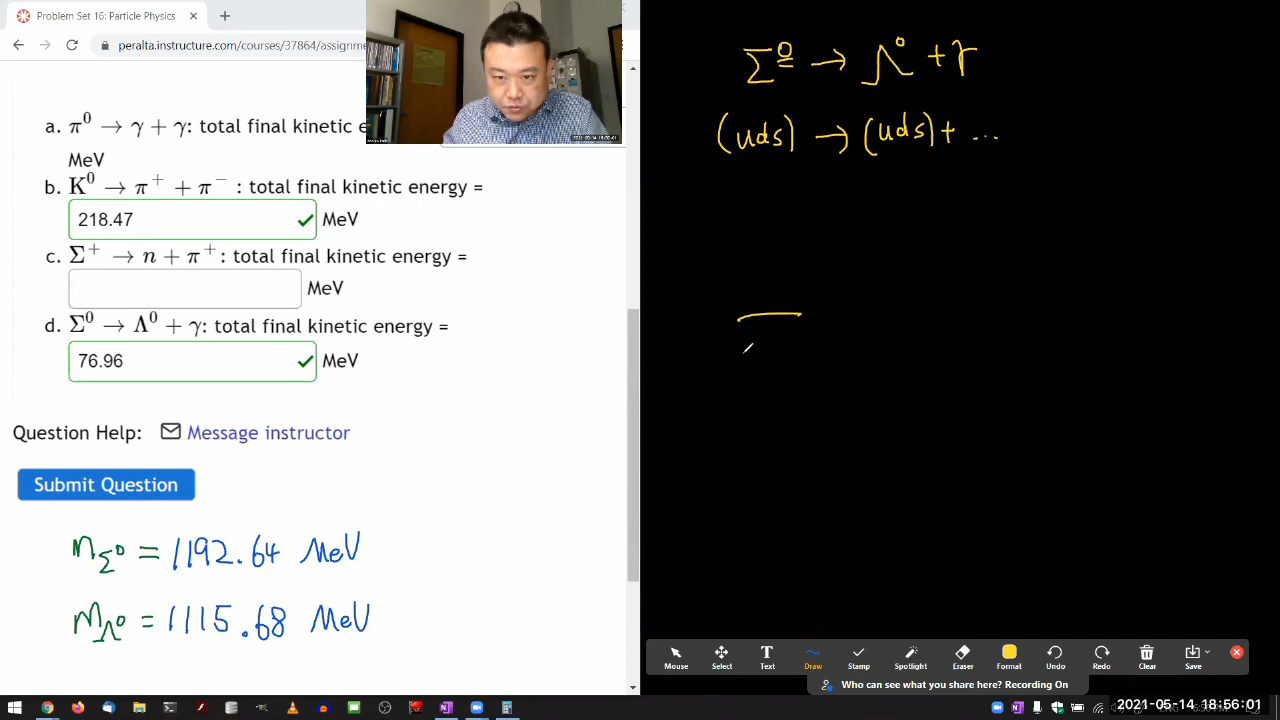 Problem Set 16: Particle Physics
peralta.instructure.com/courses/37864/assignme
a. π⁰ → γ + γ: total final kinetic e
MeV
b. K⁰ → π⁺ + π⁻ : total final kinetic energy =
218.47 MeV
c. Σ⁺ → n + π⁺: total final kinetic energy =
MeV
d. Σ⁰ → Λ⁰ + γ: total final kinetic energy =
76.96 MeV
Question Help: Message instructor
Submit Question
m_Σ⁰ = 1192.64 MeV
m_Λ⁰ = 1115.68 MeV
Σ⁰ → Λ⁰ + γ
(uds) → (uds) + ...
Mouse Select Text Draw Stamp Spotlight Eraser Format Undo Redo Clear Save
Who can see what you share here? Recording On
2021-05-14 18:56:01